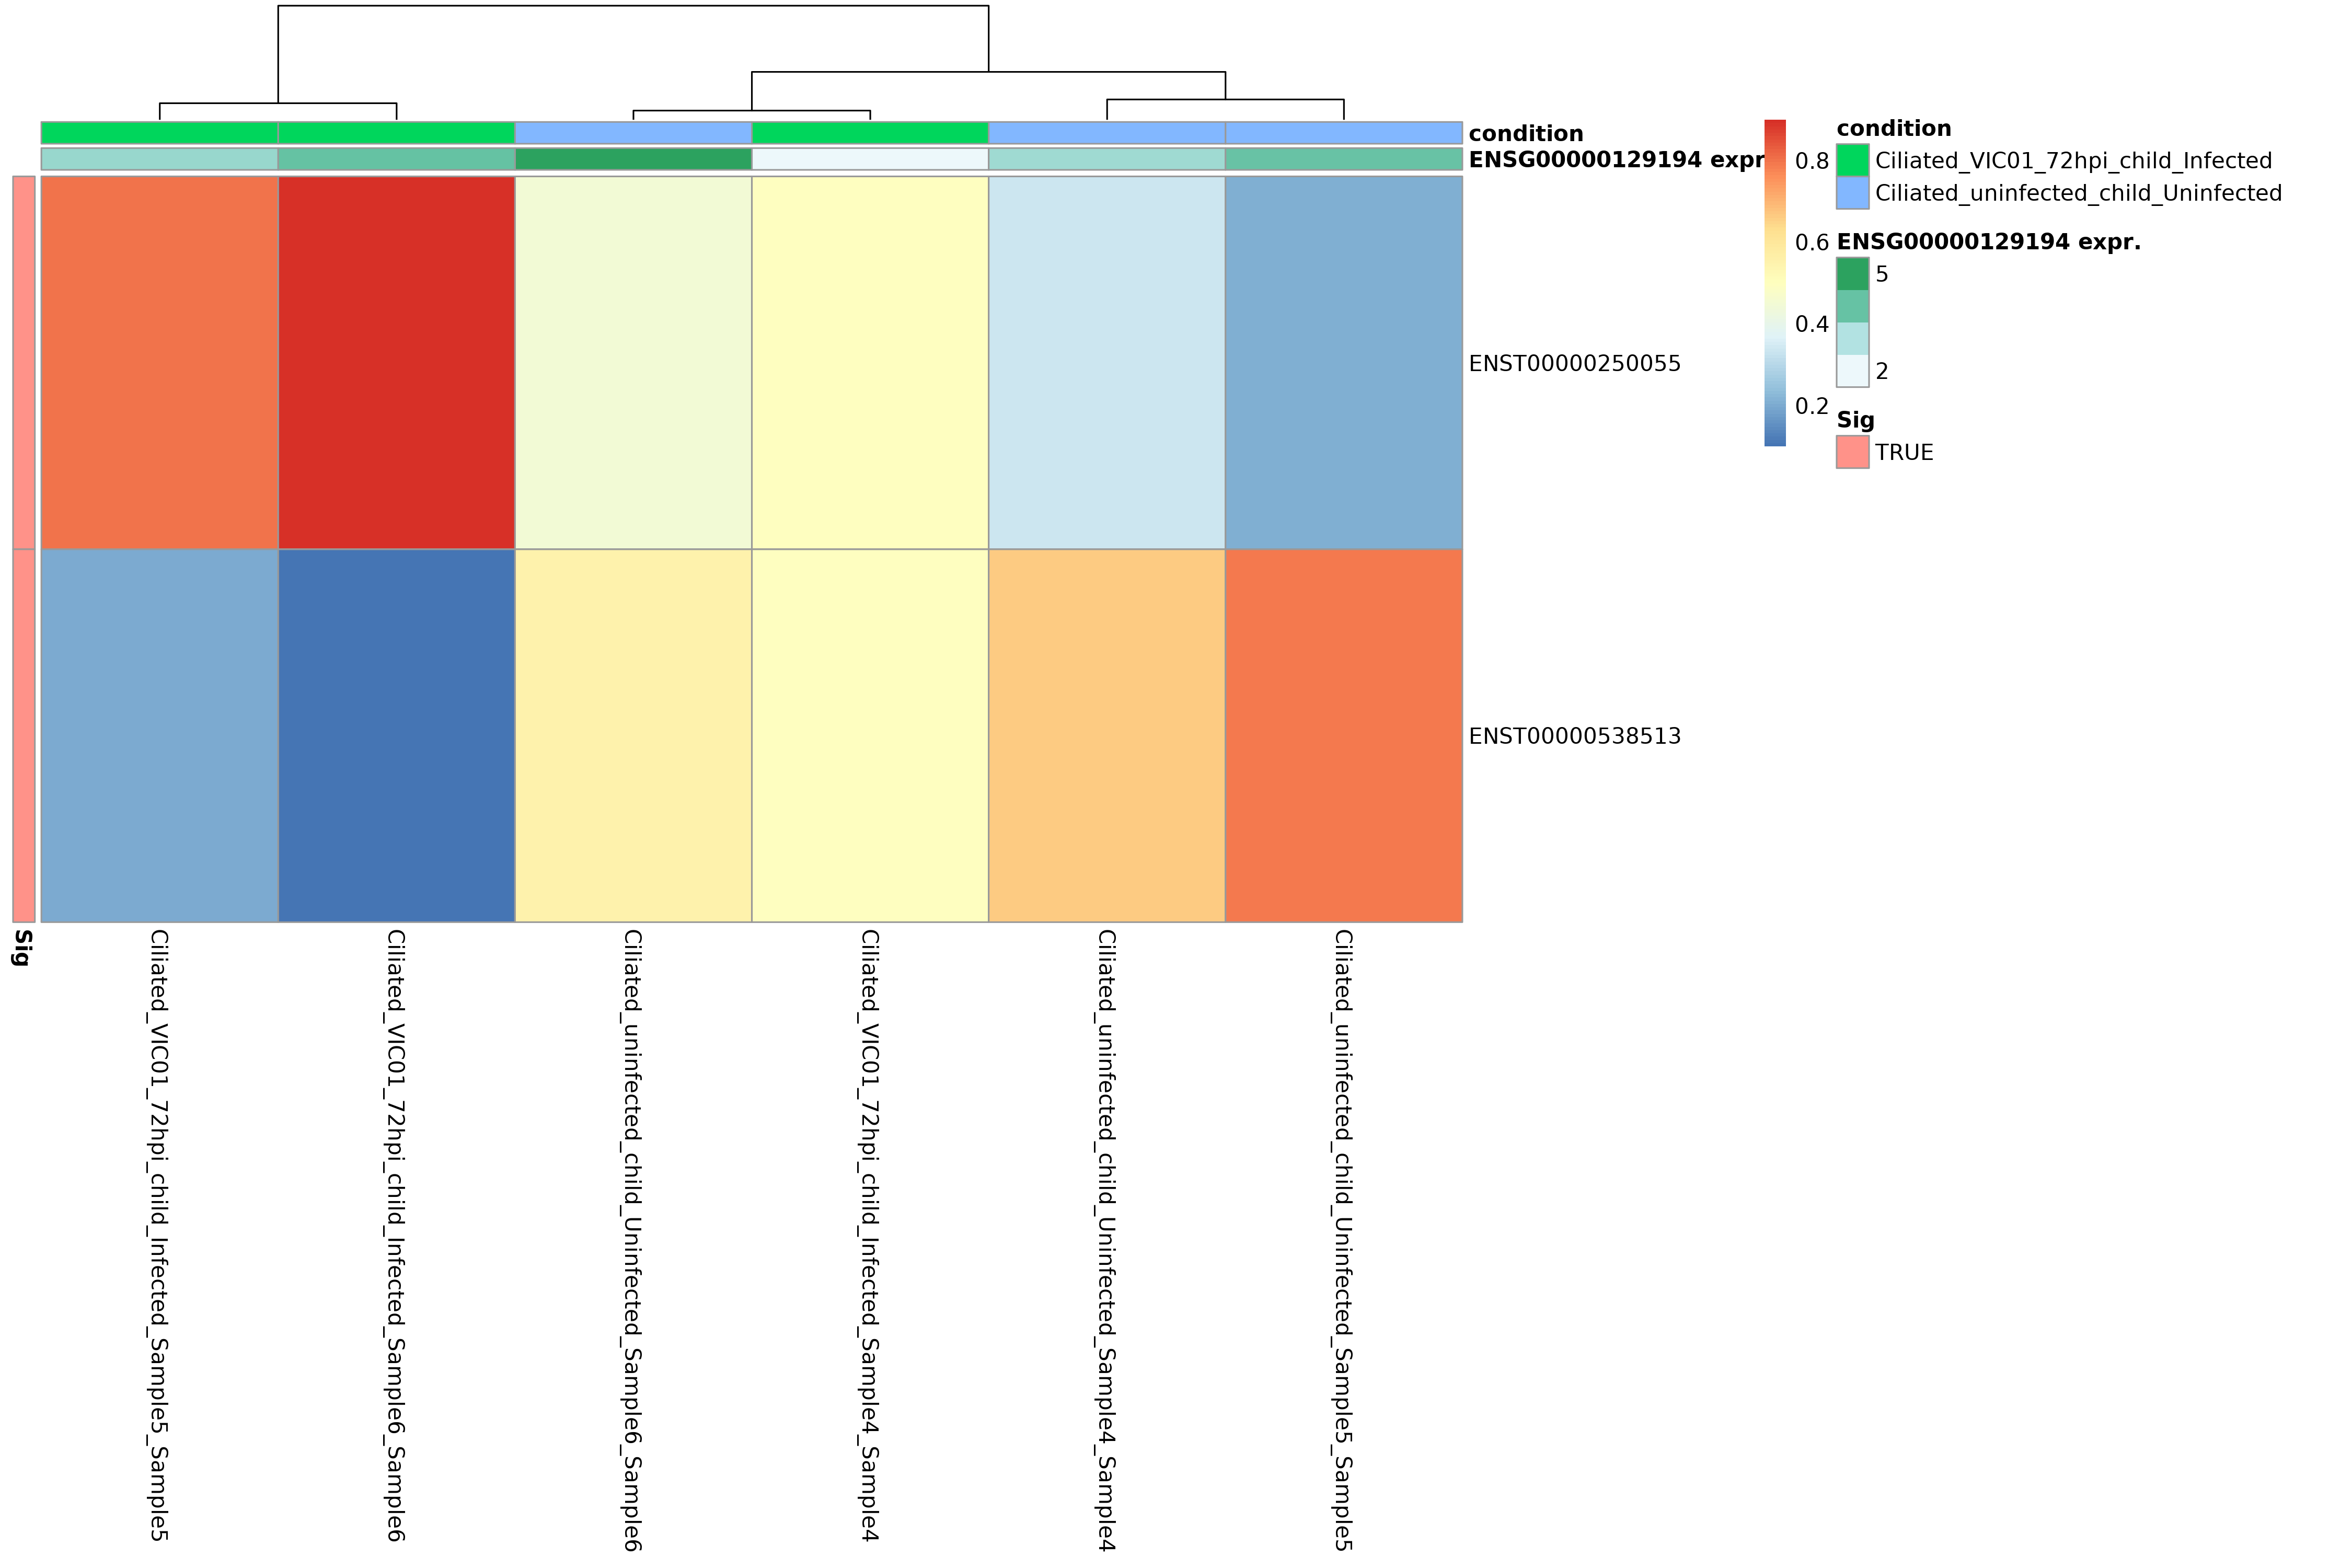 condition
ENSG00000129194 expr
ENST00000250055
ENST00000538513
0.8
0.6
0.4
0.2
condition
Ciliated_VIC01_72hpi_child_Infected
Ciliated_uninfected_child_Uninfected
ENSG00000129194 expr.
5
2
Sig
TRUE
Sig
Ciliated_VIC01_72hpi_child_Infected_Sample5_Sample5
Ciliated_VIC01_72hpi_child_Infected_Sample6_Sample6
Ciliated_uninfected_child_Uninfected_Sample6_Sample6
Ciliated_VIC01_72hpi_child_Infected_Sample4_Sample4
Ciliated_uninfected_child_Uninfected_Sample4_Sample4
Ciliated_uninfected_child_Uninfected_Sample5_Sample5